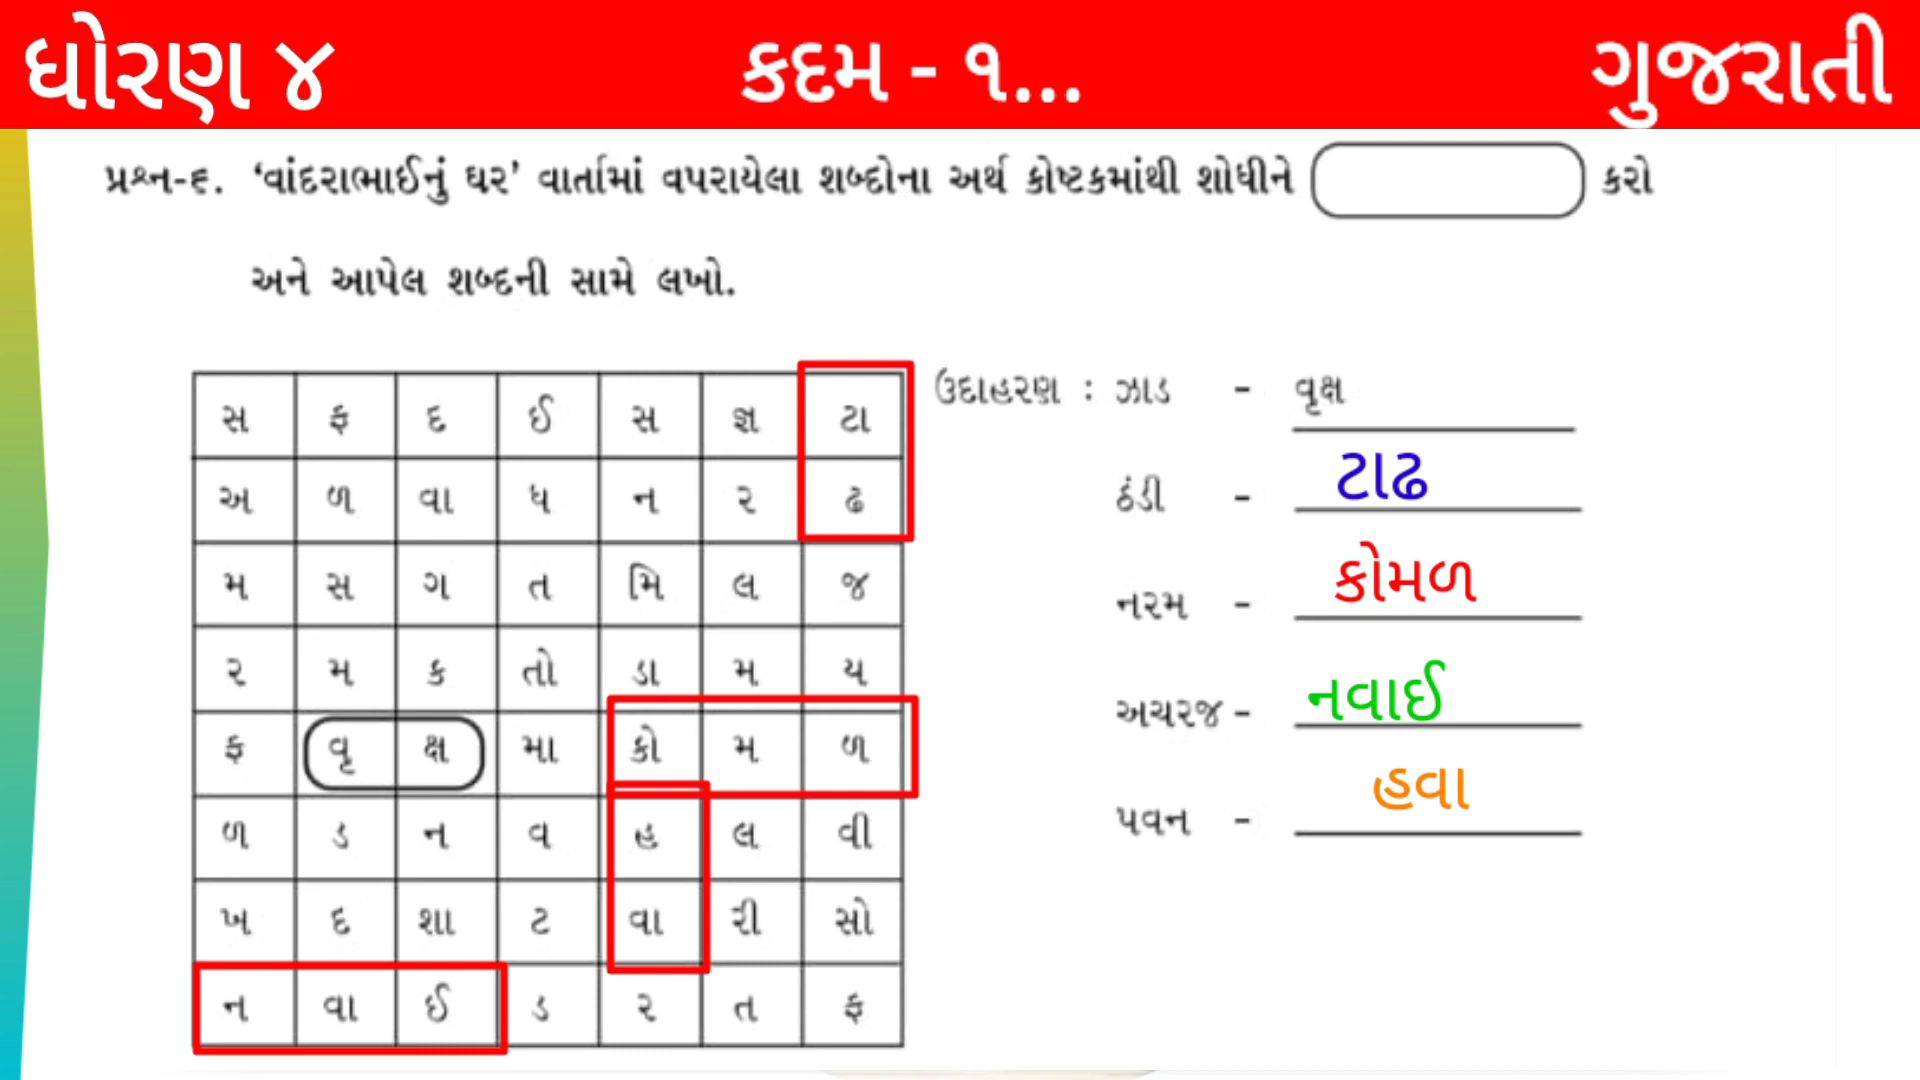 ધોરણ ૪ કદમ - ૧... ગુજરાતી
પ્રશ્ન-૬. ‘વાંદરાભાઈનું ઘર’ વાર્તામાં વપરાયેલા શબ્દોના અર્થ કોષ્ટકમાંથી શોધીને કરો
અને આપેલ શબ્દની સામે લખો.
સ ફ દ ઈ સ જ્ઞ ટા
અ ળ વા ધ ન ર ઢ
મ સ ગ ત મિ લ જ
ર મ ક તો ડા મ ય
ફ વૃ ક્ષ મા કો મ ળ
ળ ડ ન વ હ લ વી
ખ દ શા ટ વા રી સો
ન વા ઈ ડ ર ત ફ
ઉદાહરણ : ઝાડ - વૃક્ષ
ઠંડી - ટાઢ
નરમ - કોમળ
અચરજ - નવાઈ
પવન - હવા